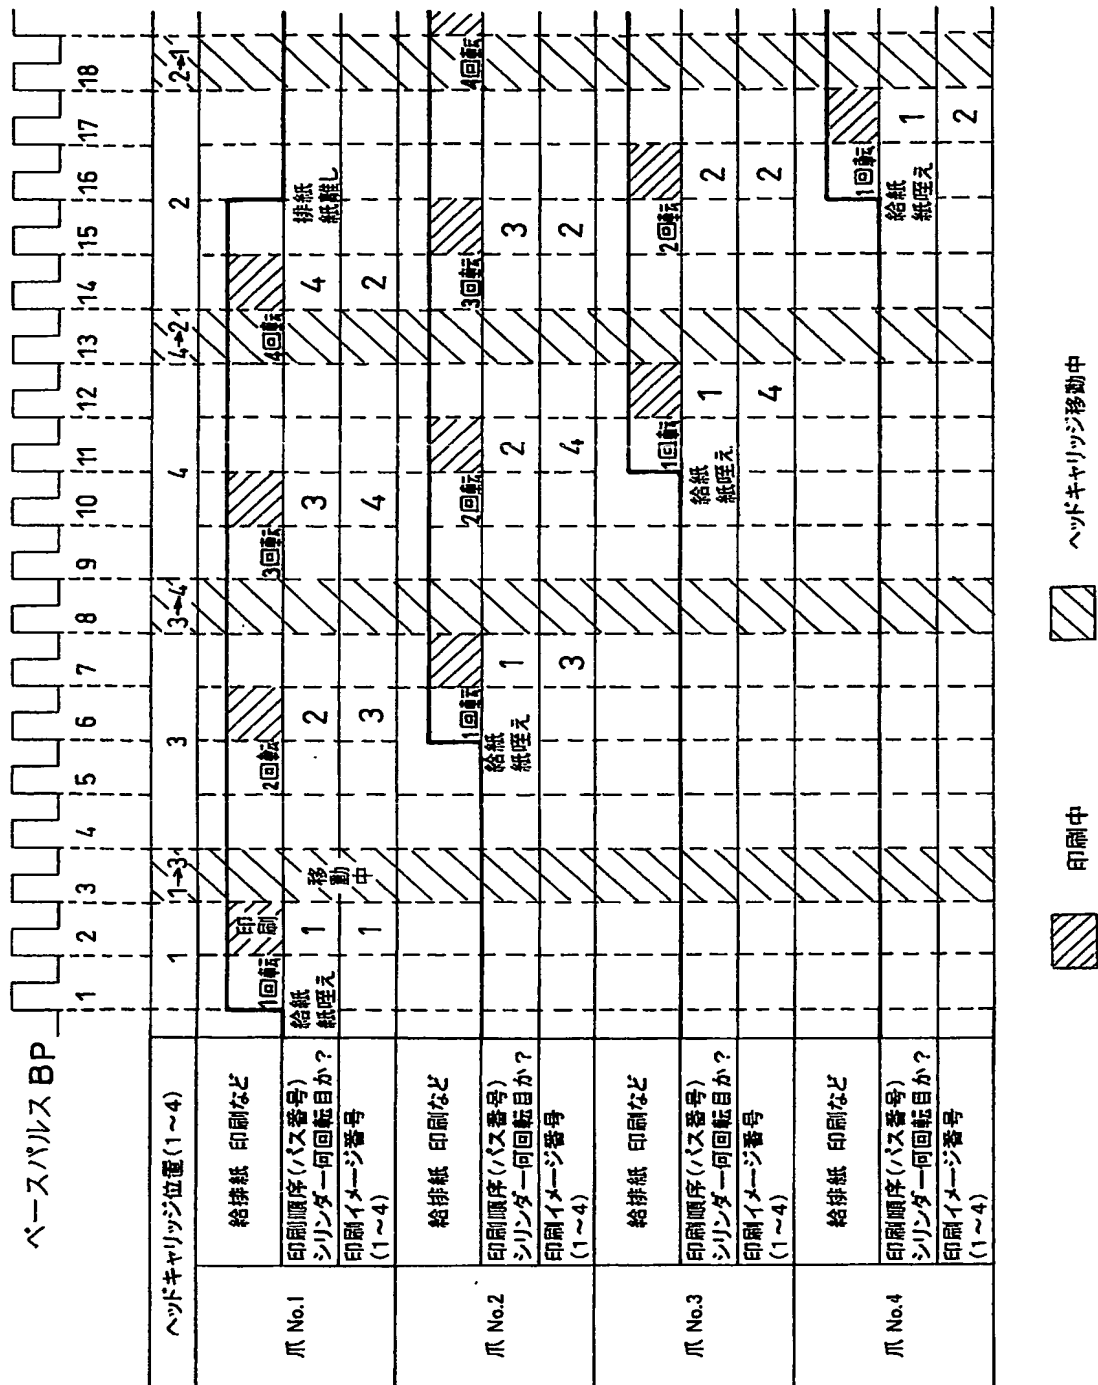 ベースパルス BP
1 2 3 4 5 6 7 8 9 10 11 12 13 14 15 16 17 18
ヘッドキャリッジ位置(1~4)
1 1→3 3 3→4 4 4→2 2 2→1
爪 No.1
給排紙 印刷など
1回転 印刷 2回転 3回転 4回転
印刷順序(パス番号)
シリンダー何回転目か?
給紙
紙咥え
1 移動中 2 3 4
排紙
紙離し
印刷イメージ番号
(1~4)
1 3 4 2
爪 No.2
給排紙 印刷など
1回転 2回転 3回転 4回転
印刷順序(パス番号)
シリンダー何回転目か?
給紙
紙咥え
1 2 3
印刷イメージ番号
(1~4)
3 4 2
爪 No.3
給排紙 印刷など
1回転 2回転
印刷順序(パス番号)
シリンダー何回転目か?
給紙
紙咥え
1 2
印刷イメージ番号
(1~4)
4 2
爪 No.4
給排紙 印刷など
1回転
印刷順序(パス番号)
シリンダー何回転目か?
給紙
紙咥え
1
印刷イメージ番号
(1~4)
2
印刷中
ヘッドキャリッジ移動中